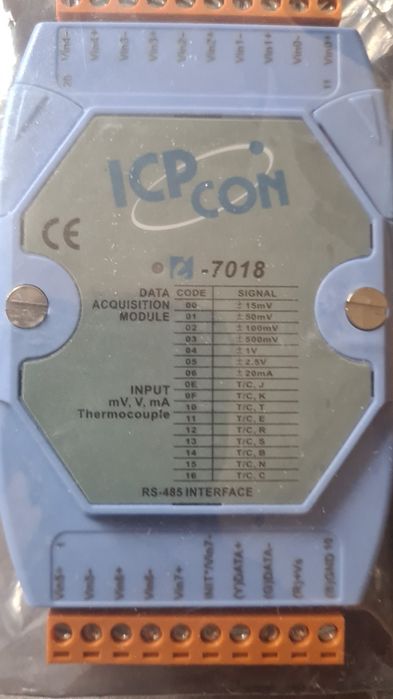 20 Vin4- Vin4+ Vin3- Vin3+ Vin2- Vin2+ Vin1- Vin1+ Vin0- Vin0+ 11
ICP CON
CE
-7018
DATA ACQUISITION MODULE
CODE SIGNAL
00 ±15mV
01 ±50mV
02 ±100mV
03 ±500mV
04 ±1V
05 ±2.5V
06 ±20mA
INPUT
mV, V, mA
Thermocouple
0E T/C, J
0F T/C, K
10 T/C, T
11 T/C, E
12 T/C, R
13 T/C, S
14 T/C, B
15 T/C, N
16 T/C, C
RS-485 INTERFACE
1 Vin5+ Vin5- Vin6+ Vin6- Vin7+ INIT*/Vin7- (Y)DATA+ (G)DATA- (R)+Vs (B)GND 10